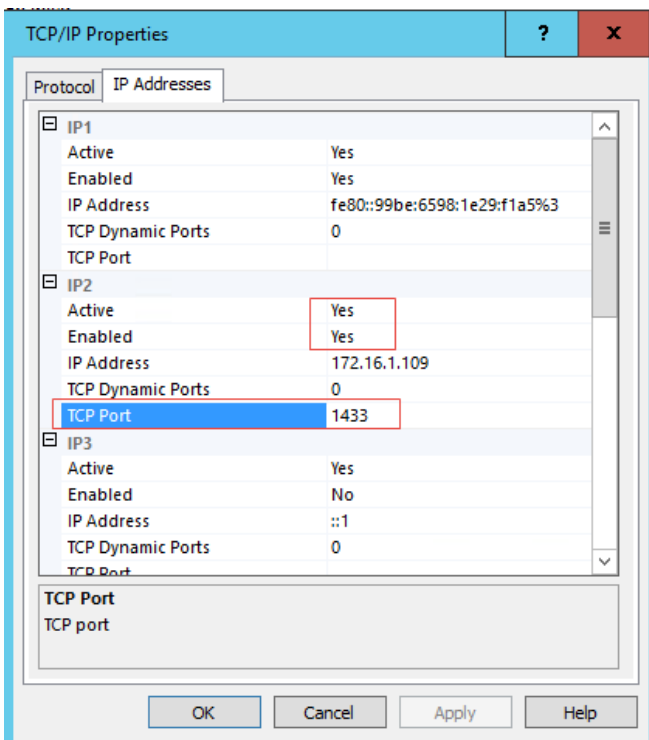 TCP/IP Properties ? x
Protocol IP Addresses
IP1
Active Yes
Enabled Yes
IP Address fe80::99be:6598:1e29:f1a5%3
TCP Dynamic Ports 0
TCP Port
IP2
Active Yes
Enabled Yes
IP Address 172.16.1.109
TCP Dynamic Ports 0
TCP Port 1433
IP3
Active Yes
Enabled No
IP Address ::1
TCP Dynamic Ports 0
TCP Port
TCP Port
TCP port
OK Cancel Apply Help